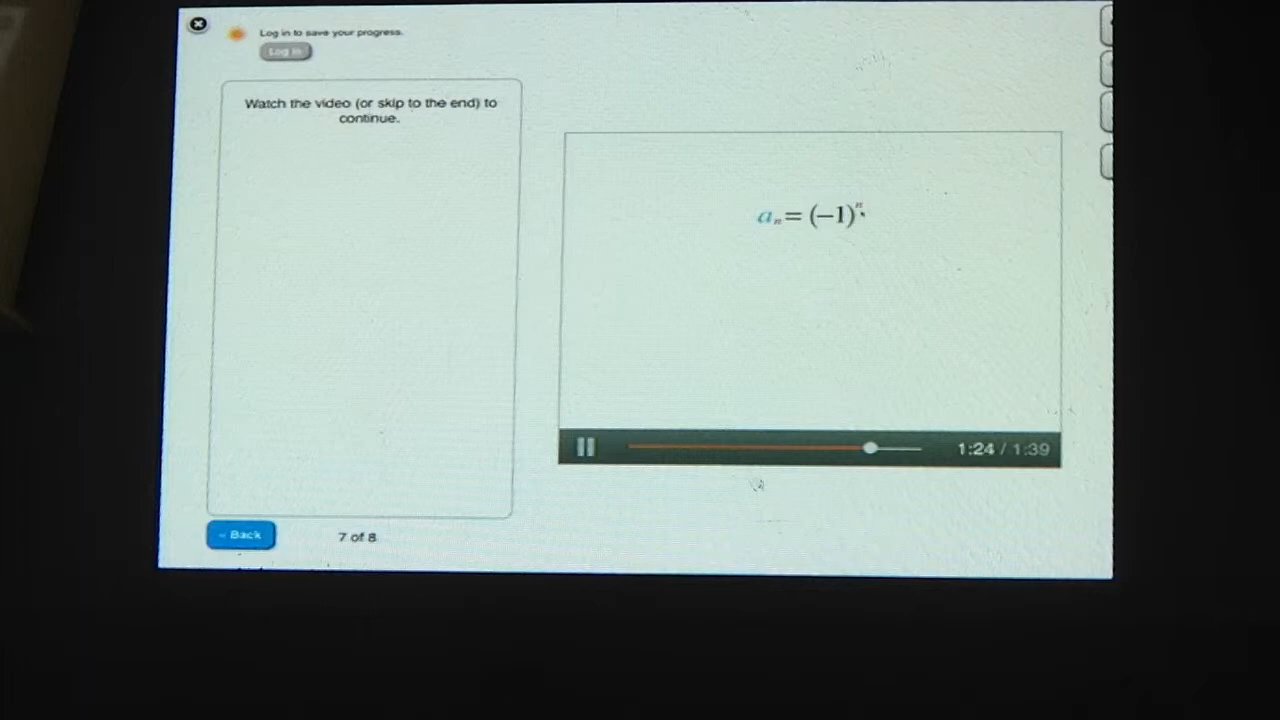 Log in to save your progress.
Log in
Watch the video (or skip to the end) to
continue.
aₙ = (−1)ⁿ
1:24 / 1:39
« Back
7 of 8